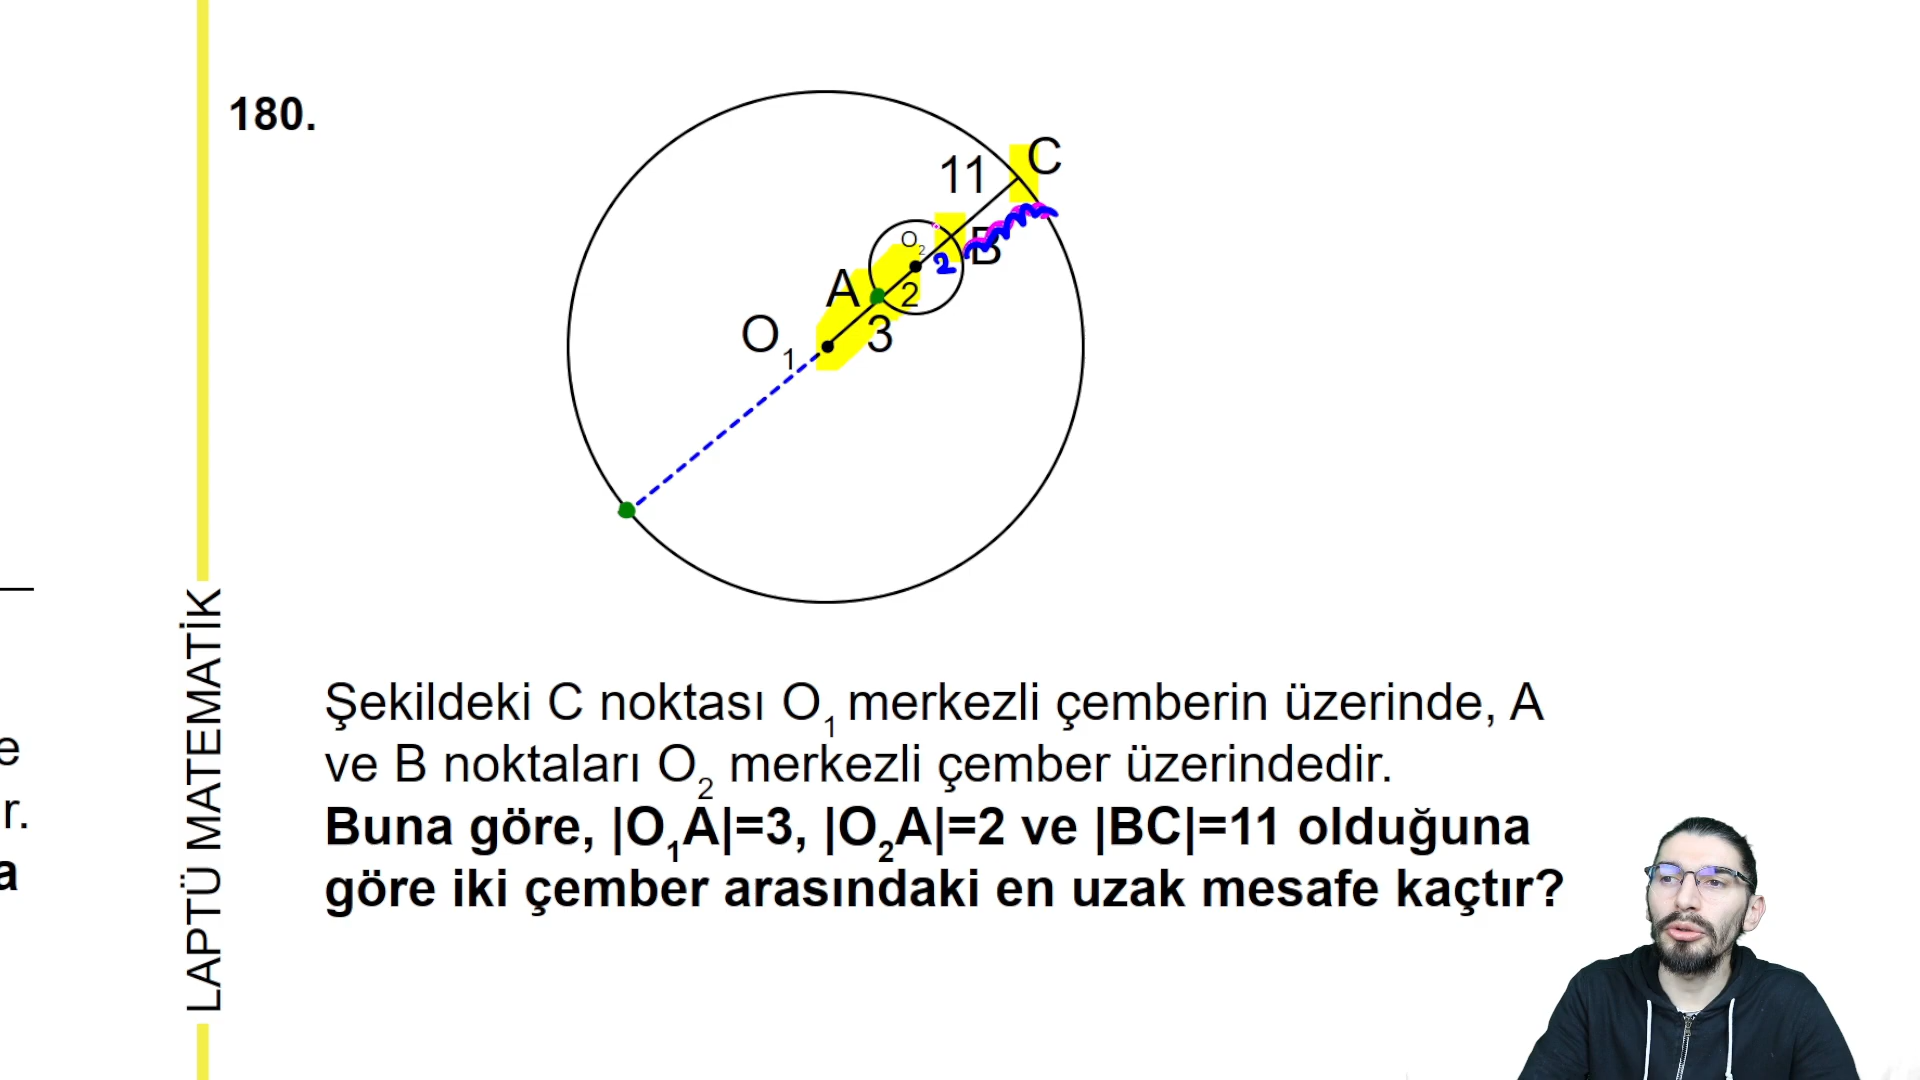 180.
11
C
O2
B
2
A
2
O1
3
LAPTÜ MATEMATİK
e
r.
a
Şekildeki C noktası O1 merkezli çemberin üzerinde, A
ve B noktaları O2 merkezli çember üzerindedir.
Buna göre, |O1A|=3, |O2A|=2 ve |BC|=11 olduğuna
göre iki çember arasındaki en uzak mesafe kaçtır?